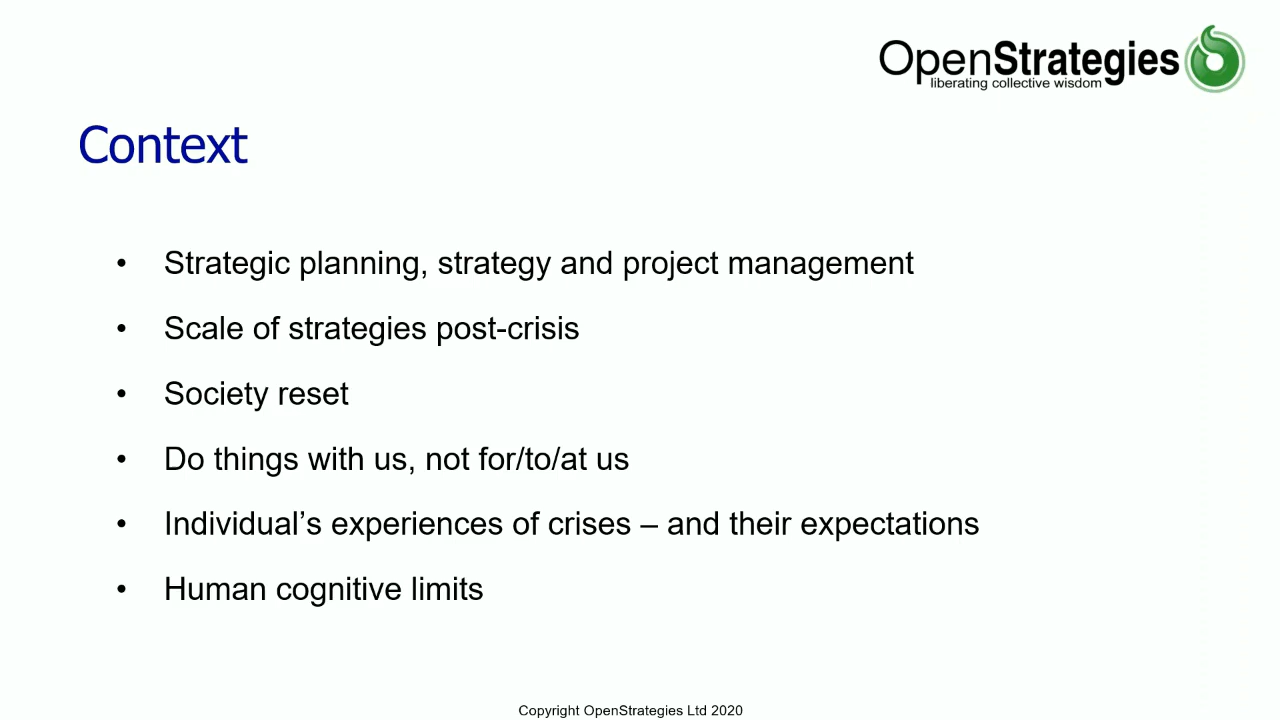 OpenStrategies
liberating collective wisdom
Context
• Strategic planning, strategy and project management
• Scale of strategies post-crisis
• Society reset
• Do things with us, not for/to/at us
• Individual’s experiences of crises – and their expectations
• Human cognitive limits
Copyright OpenStrategies Ltd 2020